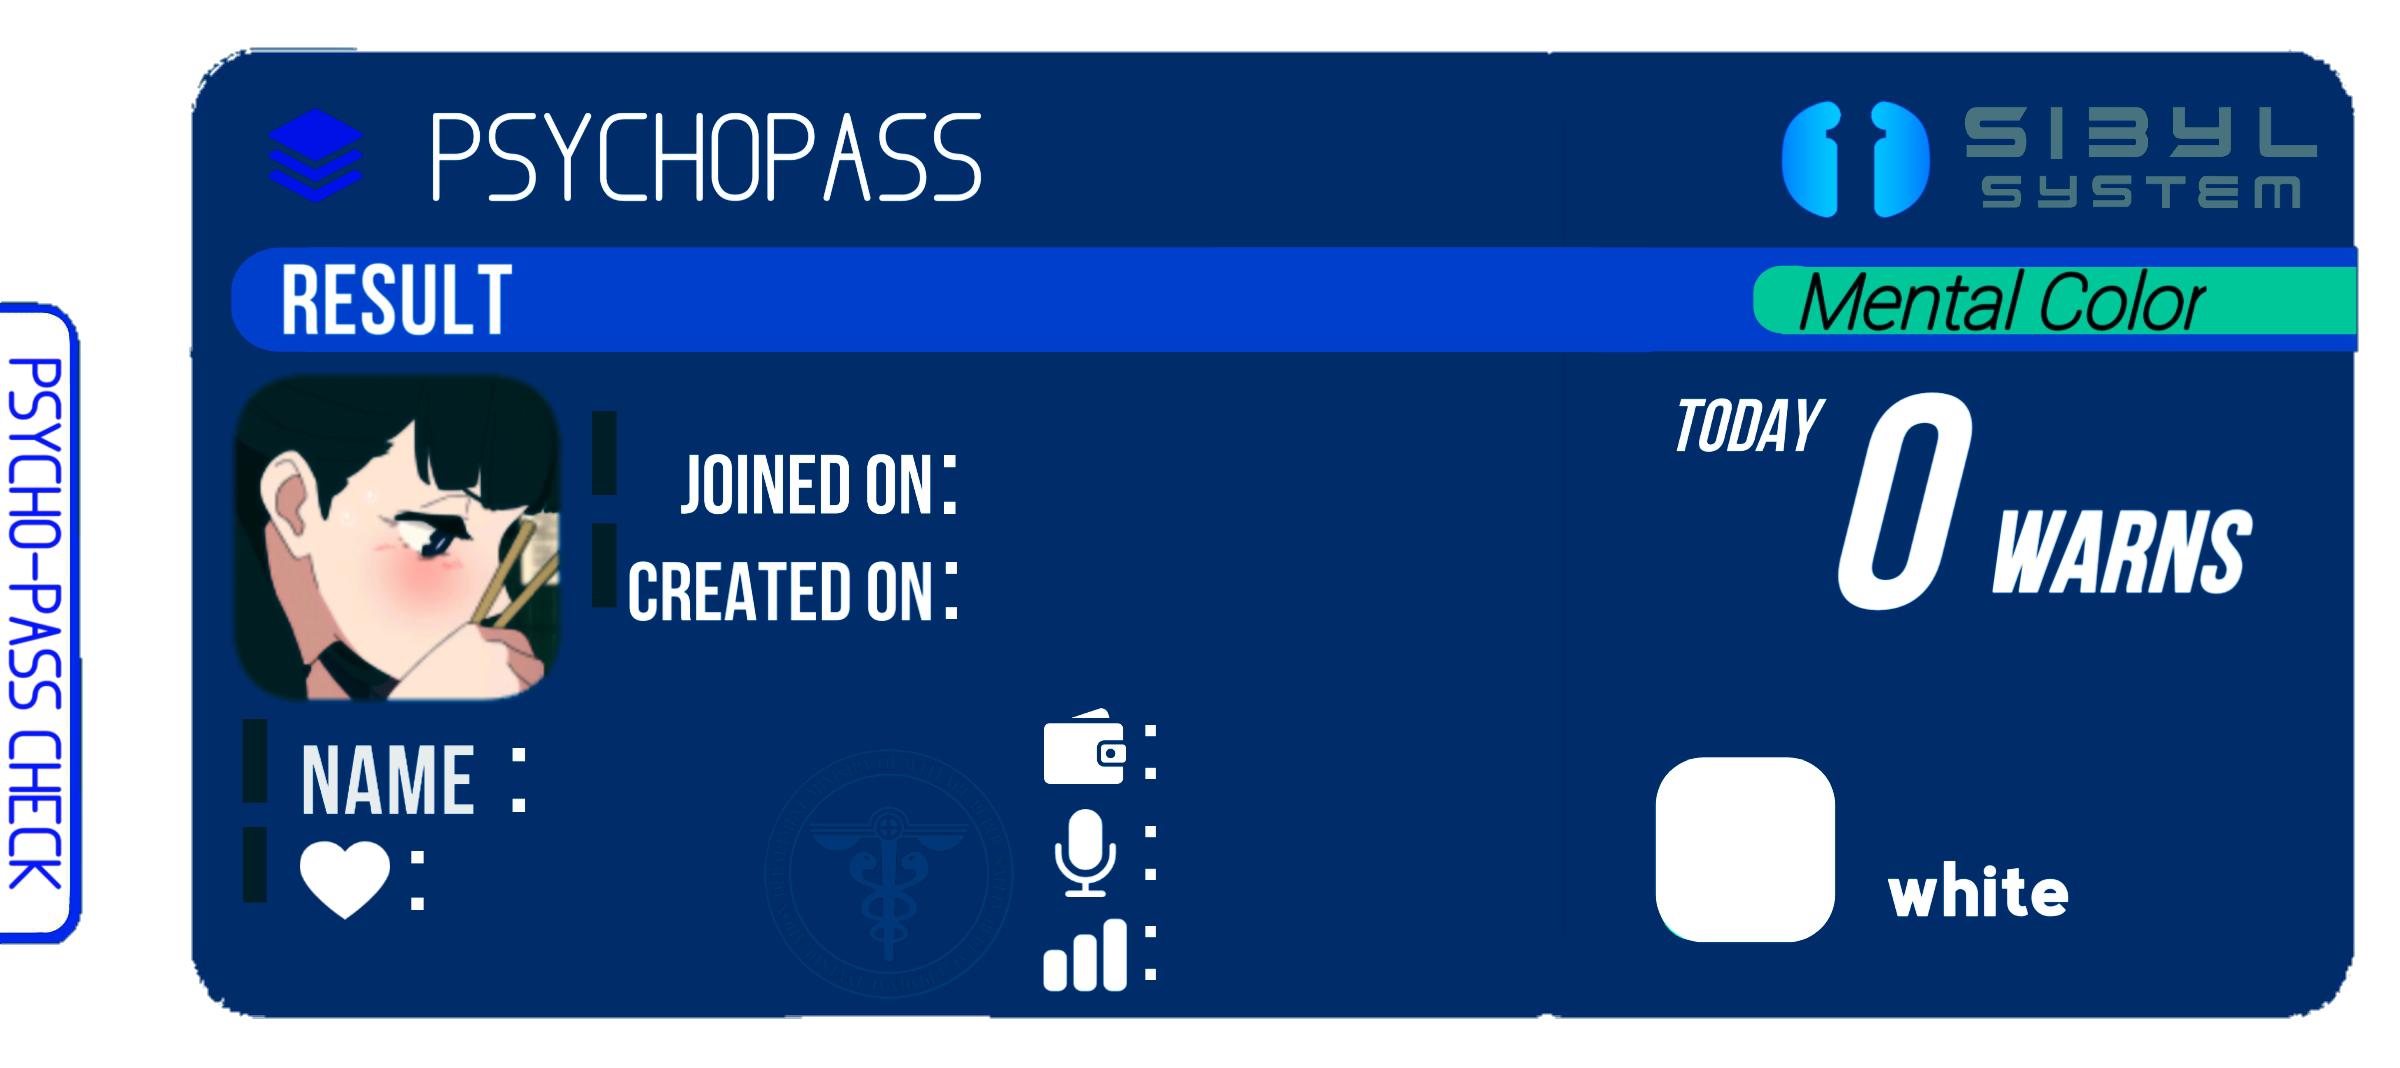 PSYCHOPASS
SIBYL
SYSTEM
RESULT
Mental Color
PSYCHO-PASS CHECK
JOINED ON:
CREATED ON:
TODAY 0 WARNS
NAME :
:
:
:
:
white